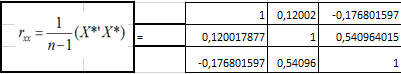 1 0,12002 -0,176801597
r_xx = 1/(n-1) (X*'X*) = 0,120017877 1 0,540964015
-0,176801597 0,54096 1